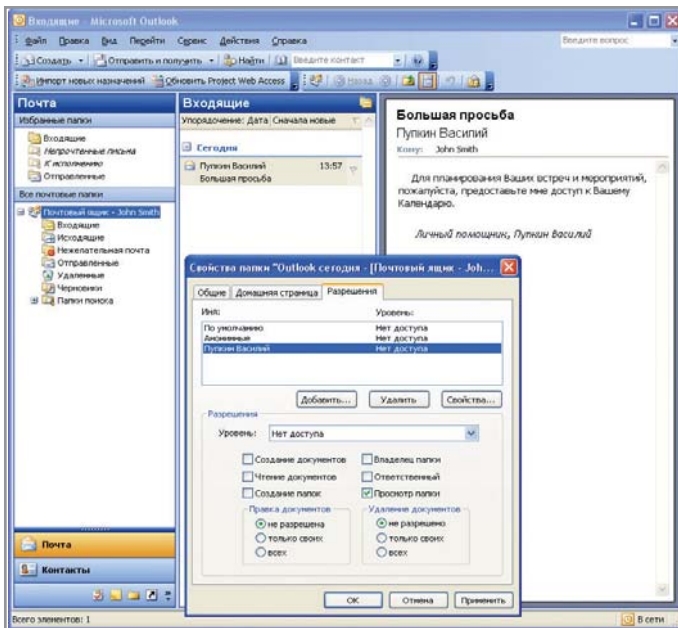 Входящие - Microsoft Outlook
Файл Правка Вид Перейти Сервис Действия Справка
Введите вопрос
Создать Отправить и получить Найти Введите контакт
Импорт новых назначений Обновить Project Web Access Назад
Почта
Избранные папки
Входящие
Непрочтенные письма
К исполнению
Отправленные
Все почтовые папки
Почтовый ящик - John Smith
Входящие
Исходящие
Нежелательная почта
Отправленные
Удаленные
Черновики
Папки поиска
Почта
Контакты
Всего элементов: 1
Входящие
Упорядочение: Дата Сначала новые
Сегодня
Пупкин Василий 13:57
Большая просьба
Большая просьба
Пупкин Василий
Кому: John Smith
Для планирования Ваших встреч и мероприятий,
пожалуйста, предоставьте мне доступ к Вашему
Календарю.
Личный помощник, Пупкин Василий
Свойства папки "Outlook сегодня - [Почтовый ящик - Joh...
Общие Домашняя страница Разрешения
Имя: Уровень:
По умолчанию Нет доступа
Анонимные Нет доступа
Пупкин Василий Нет доступа
Добавить... Удалить Свойства...
Разрешения
Уровень: Нет доступа
Создание документов Владелец папки
Чтение документов Ответственный
Создание папок Просмотр папки
Правка документов Удаление документов
не разрешена не разрешено
только своих только своих
всех всех
ОК Отмена Применить
В сети